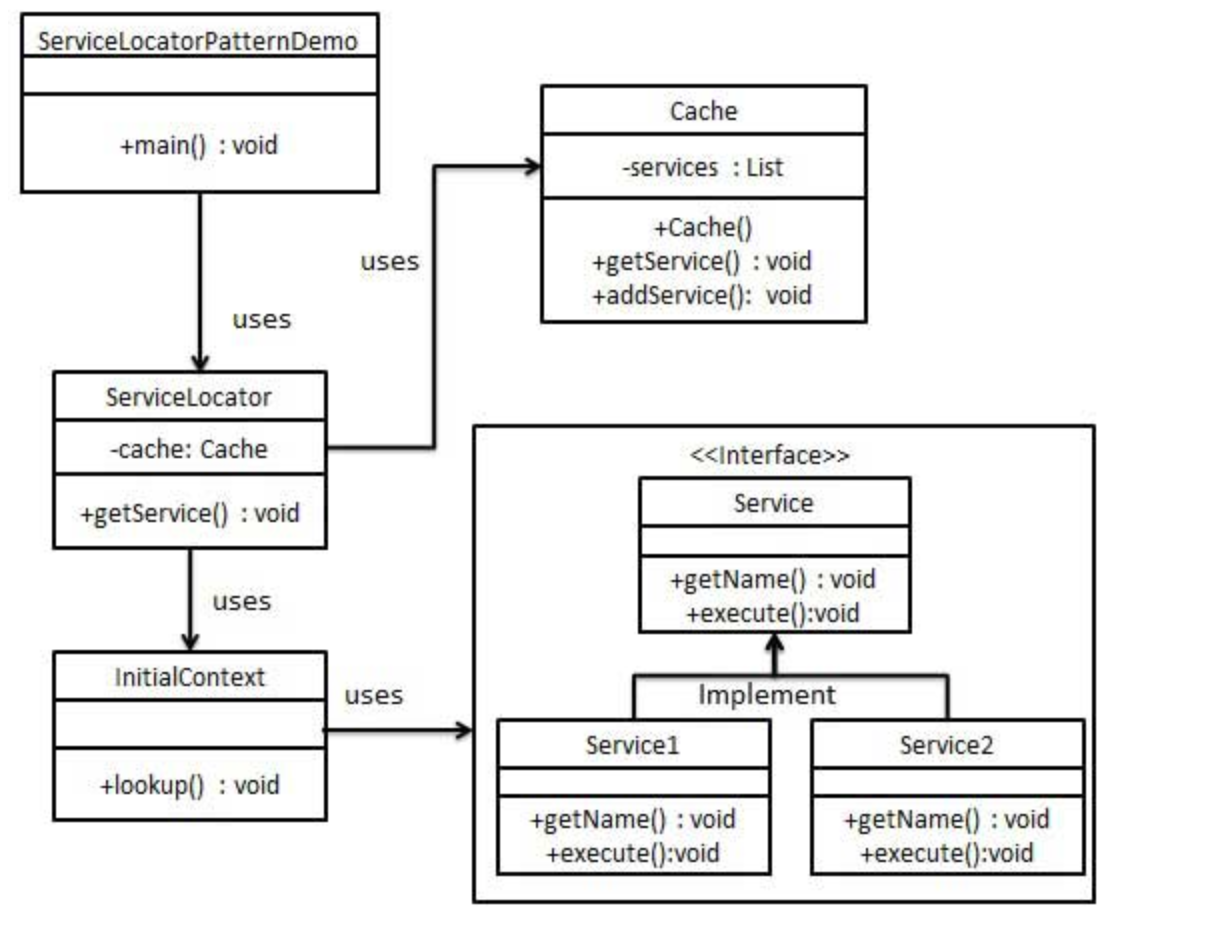 ServiceLocatorPatternDemo
+main() : void
uses
Cache
-services : List
+Cache()
+getService() : void
+addService(): void
uses
ServiceLocator
-cache: Cache
+getService() : void
uses
InitialContext
+lookup() : void
uses
<<Interface>>
Service
+getName() : void
+execute():void
Implement
Service1
+getName() : void
+execute():void
Service2
+getName() : void
+execute():void